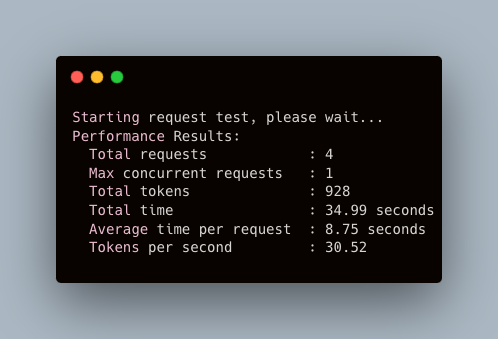 Starting request test, please wait...
Performance Results:
Total requests : 4
Max concurrent requests : 1
Total tokens : 928
Total time : 34.99 seconds
Average time per request : 8.75 seconds
Tokens per second : 30.52